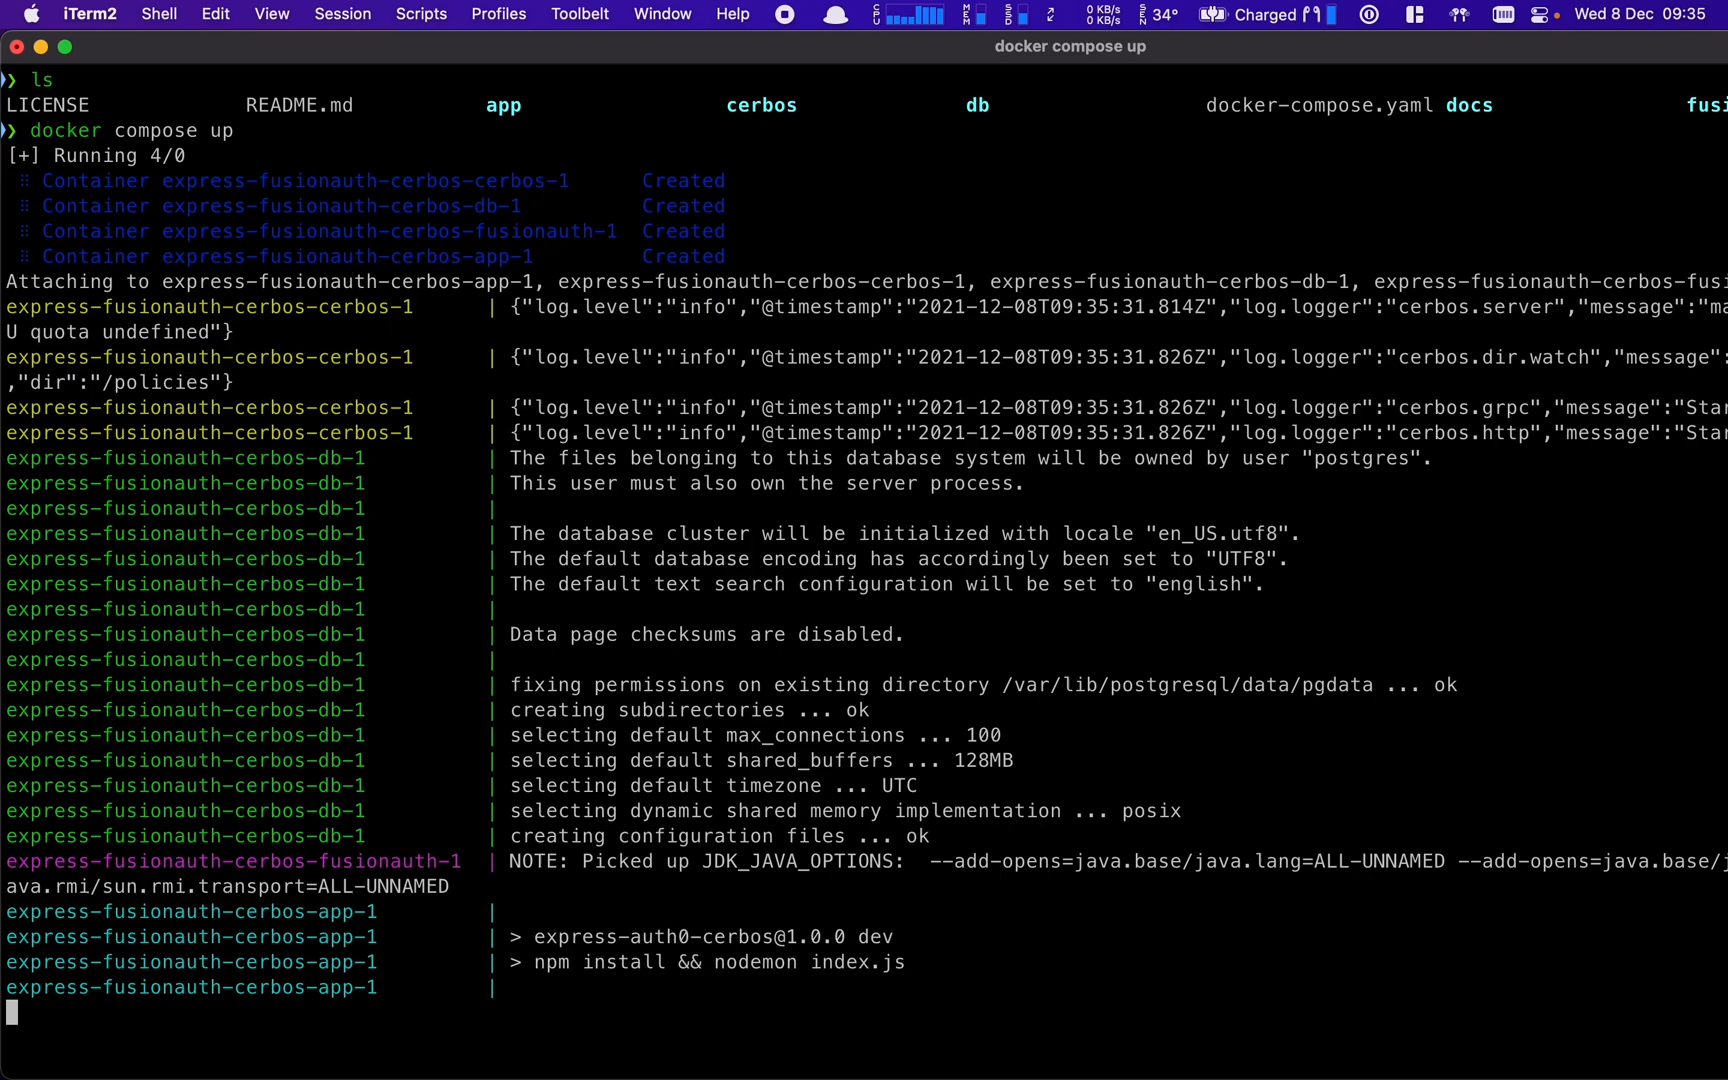 iTerm2 Shell Edit View Session Scripts Profiles Toolbelt Window Help CPU MEM SSD 0 KB/s 0 KB/s SEN 34° Charged Wed 8 Dec 09:35
docker compose up
❯ ls
LICENSE README.md app cerbos db docker-compose.yaml docs fusi
❯ docker compose up
[+] Running 4/0
⠿ Container express-fusionauth-cerbos-cerbos-1 Created
⠿ Container express-fusionauth-cerbos-db-1 Created
⠿ Container express-fusionauth-cerbos-fusionauth-1 Created
⠿ Container express-fusionauth-cerbos-app-1 Created
Attaching to express-fusionauth-cerbos-app-1, express-fusionauth-cerbos-cerbos-1, express-fusionauth-cerbos-db-1, express-fusionauth-cerbos-fusi
express-fusionauth-cerbos-cerbos-1 | {"log.level":"info","@timestamp":"2021-12-08T09:35:31.814Z","log.logger":"cerbos.server","message":"ma
U quota undefined"}
express-fusionauth-cerbos-cerbos-1 | {"log.level":"info","@timestamp":"2021-12-08T09:35:31.826Z","log.logger":"cerbos.dir.watch","message":
,"dir":"/policies"}
express-fusionauth-cerbos-cerbos-1 | {"log.level":"info","@timestamp":"2021-12-08T09:35:31.826Z","log.logger":"cerbos.grpc","message":"Star
express-fusionauth-cerbos-cerbos-1 | {"log.level":"info","@timestamp":"2021-12-08T09:35:31.826Z","log.logger":"cerbos.http","message":"Star
express-fusionauth-cerbos-db-1 | The files belonging to this database system will be owned by user "postgres".
express-fusionauth-cerbos-db-1 | This user must also own the server process.
express-fusionauth-cerbos-db-1 |
express-fusionauth-cerbos-db-1 | The database cluster will be initialized with locale "en_US.utf8".
express-fusionauth-cerbos-db-1 | The default database encoding has accordingly been set to "UTF8".
express-fusionauth-cerbos-db-1 | The default text search configuration will be set to "english".
express-fusionauth-cerbos-db-1 |
express-fusionauth-cerbos-db-1 | Data page checksums are disabled.
express-fusionauth-cerbos-db-1 |
express-fusionauth-cerbos-db-1 | fixing permissions on existing directory /var/lib/postgresql/data/pgdata ... ok
express-fusionauth-cerbos-db-1 | creating subdirectories ... ok
express-fusionauth-cerbos-db-1 | selecting default max_connections ... 100
express-fusionauth-cerbos-db-1 | selecting default shared_buffers ... 128MB
express-fusionauth-cerbos-db-1 | selecting default timezone ... UTC
express-fusionauth-cerbos-db-1 | selecting dynamic shared memory implementation ... posix
express-fusionauth-cerbos-db-1 | creating configuration files ... ok
express-fusionauth-cerbos-fusionauth-1 | NOTE: Picked up JDK_JAVA_OPTIONS: --add-opens=java.base/java.lang=ALL-UNNAMED --add-opens=java.base/j
ava.rmi/sun.rmi.transport=ALL-UNNAMED
express-fusionauth-cerbos-app-1 |
express-fusionauth-cerbos-app-1 | > express-auth0-cerbos@1.0.0 dev
express-fusionauth-cerbos-app-1 | > npm install && nodemon index.js
express-fusionauth-cerbos-app-1 |